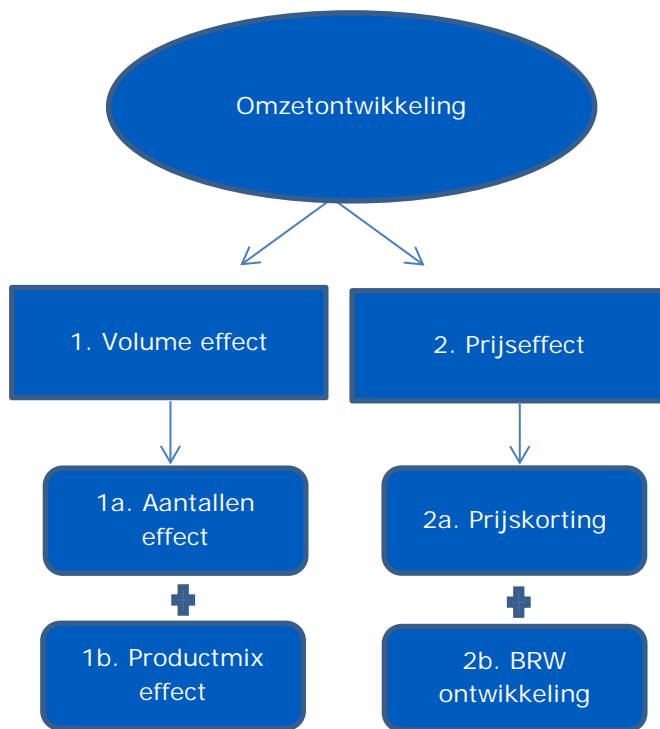 Omzetontwikkeling
1. Volume effect
2. Prijseffect
1a. Aantallen
effect
2a. Prijskorting
1b. Productmix
effect
2b. BRW
ontwikkeling